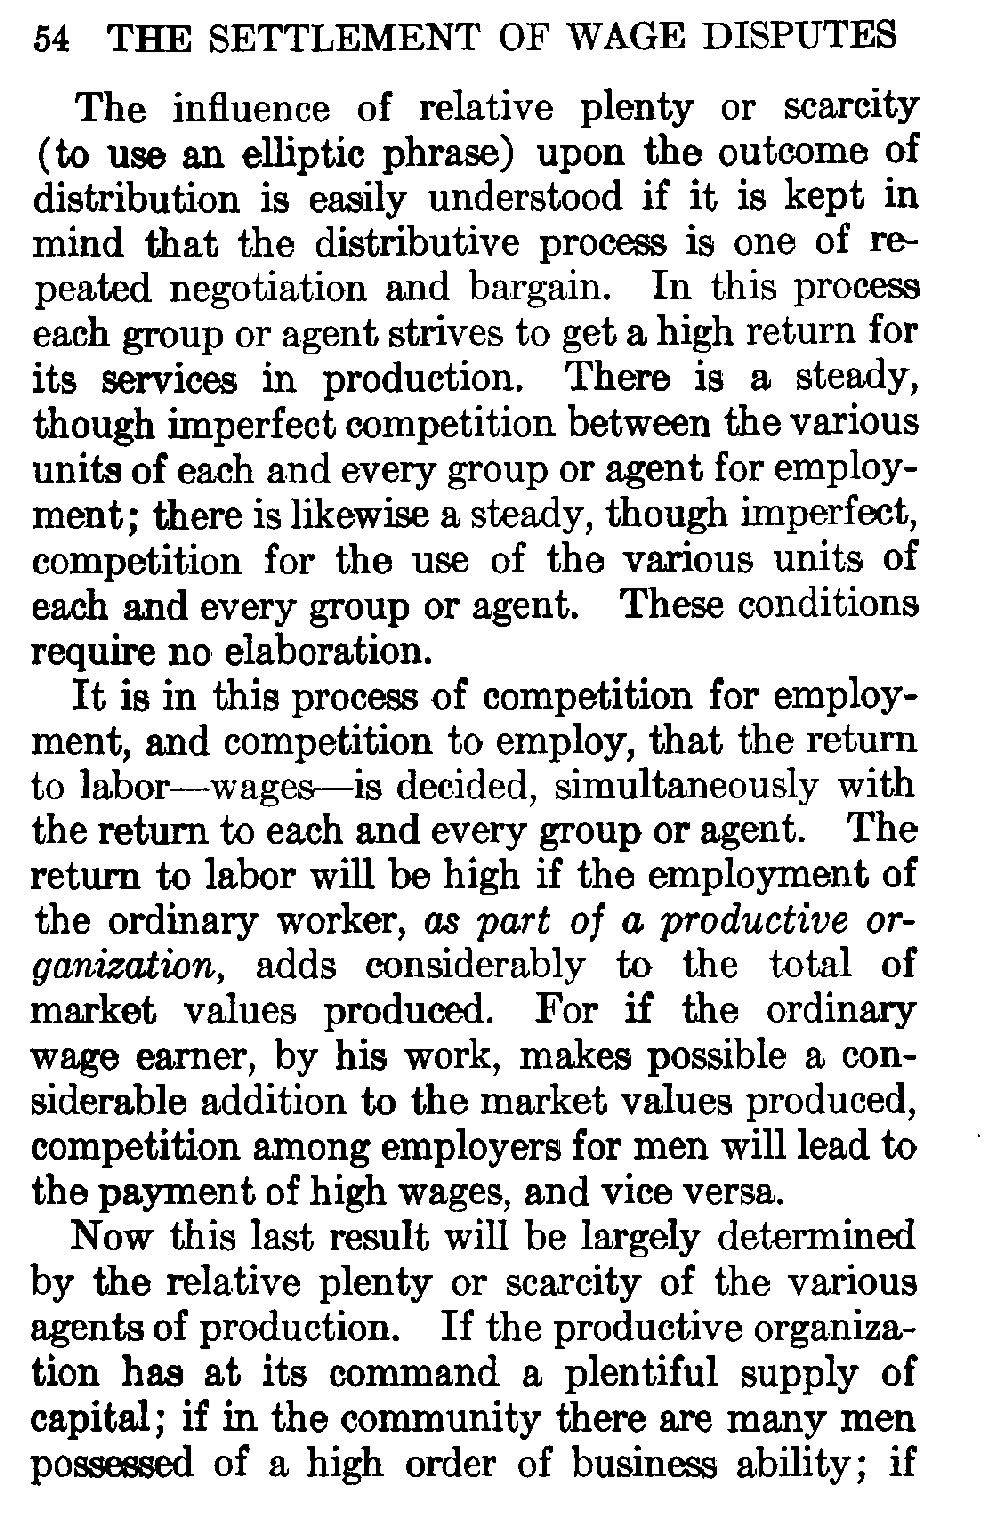 54 THE SETTLEMENT OF WAGE DISPUTES
The influence of relative plenty or scarcity
(to use an elliptic phrase) upon the outcome of
distribution is easily understood if it is kept in
mind that the distributive process is one of re-
peated negotiation and bargain. In this process
each group or agent strives to get a high return for
its services in production. There is a steady,
though imperfect competition between the various
units of each and every group or agent for employ-
ment; there is likewise a steady, though imperfect,
competition for the use of the various units of
each and every group or agent. These conditions
require no elaboration.
It is in this process of competition for employ-
ment, and competition to employ, that the return
to labor—wages—is decided, simultaneously with
the return to each and every group or agent. The
return to labor will be high if the employment of
the ordinary worker, as part of a productive or-
ganization, adds considerably to the total of
market values produced. For if the ordinary
wage earner, by his work, makes possible a con-
siderable addition to the market values produced,
competition among employers for men will lead to
the payment of high wages, and vice versa.
Now this last result will be largely determined
by the relative plenty or scarcity of the various
agents of production. If the productive organiza-
tion has at its command a plentiful supply of
capital; if in the community there are many men
possessed of a high order of business ability; if